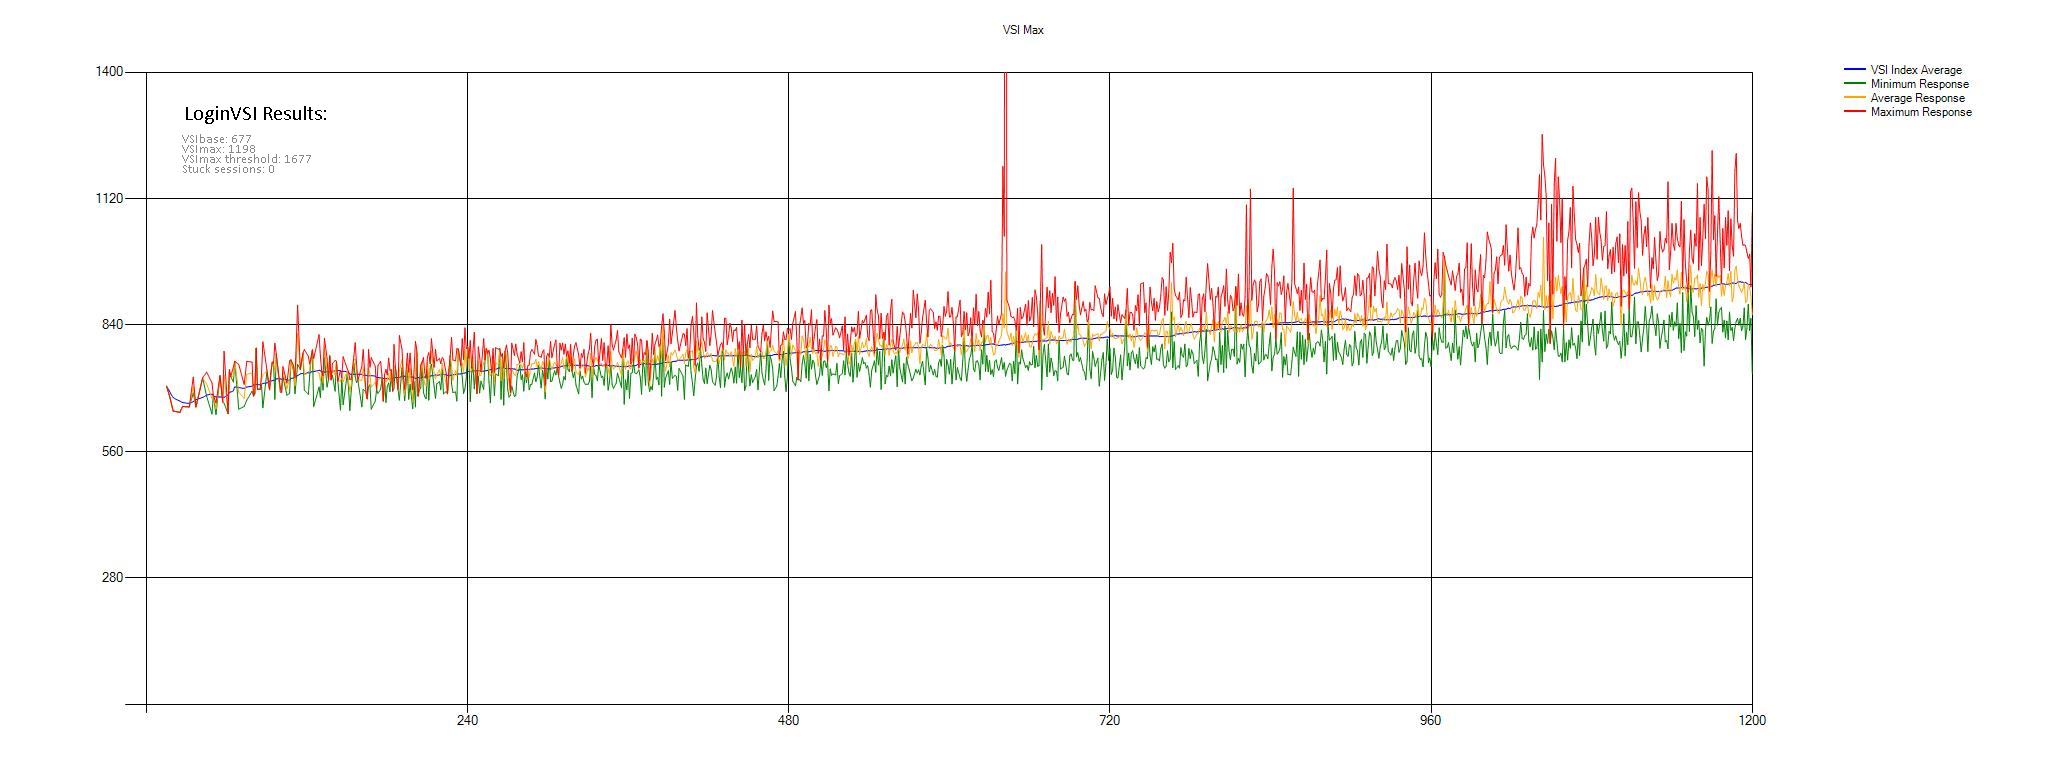 VSI Max
1400
1120
840
560
280
240
480
720
960
1200
LoginVSI Results:
VSIbase: 677
VSImax: 1198
VSImax threshold: 1677
Stuck sessions: 0
VSI Index Average
Minimum Response
Average Response
Maximum Response